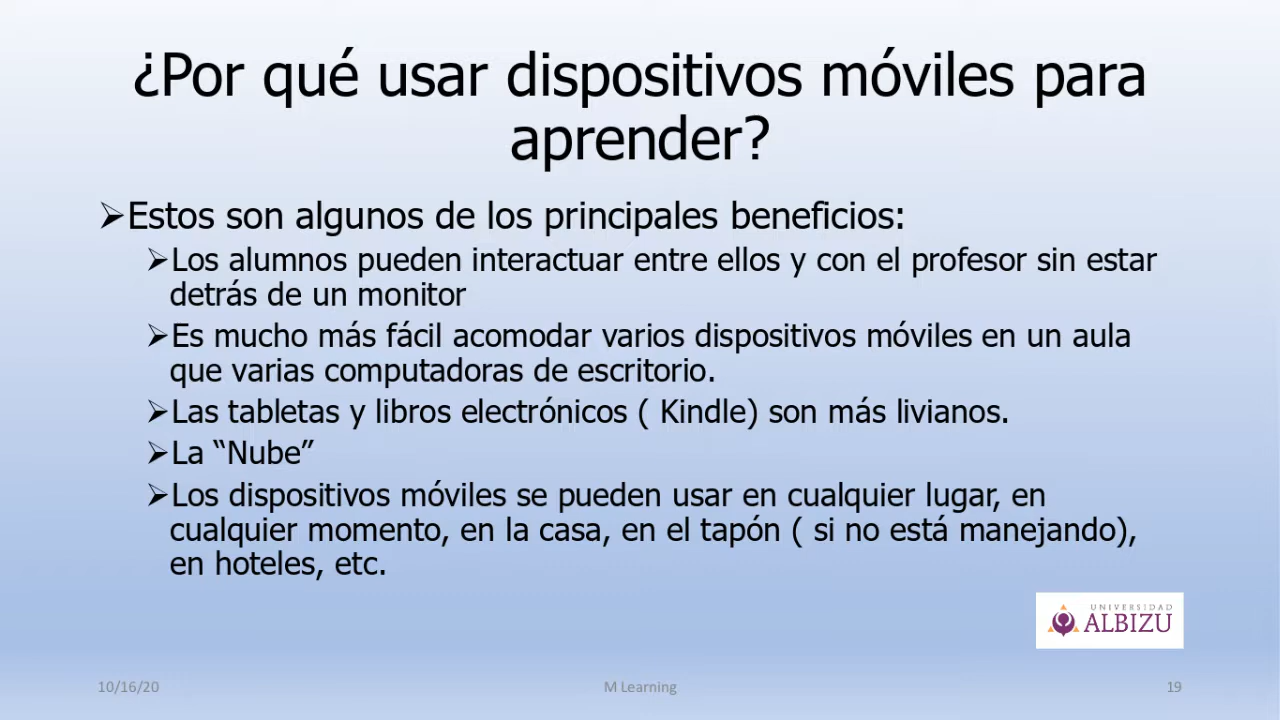 ¿Por qué usar dispositivos móviles para
aprender?
➢Estos son algunos de los principales beneficios:
➢Los alumnos pueden interactuar entre ellos y con el profesor sin estar
detrás de un monitor
➢Es mucho más fácil acomodar varios dispositivos móviles en un aula
que varias computadoras de escritorio.
➢Las tabletas y libros electrónicos ( Kindle) son más livianos.
➢La “Nube”
➢Los dispositivos móviles se pueden usar en cualquier lugar, en
cualquier momento, en la casa, en el tapón ( si no está manejando),
en hoteles, etc.
UNIVERSIDAD
ALBIZU
10/16/20
M Learning
19